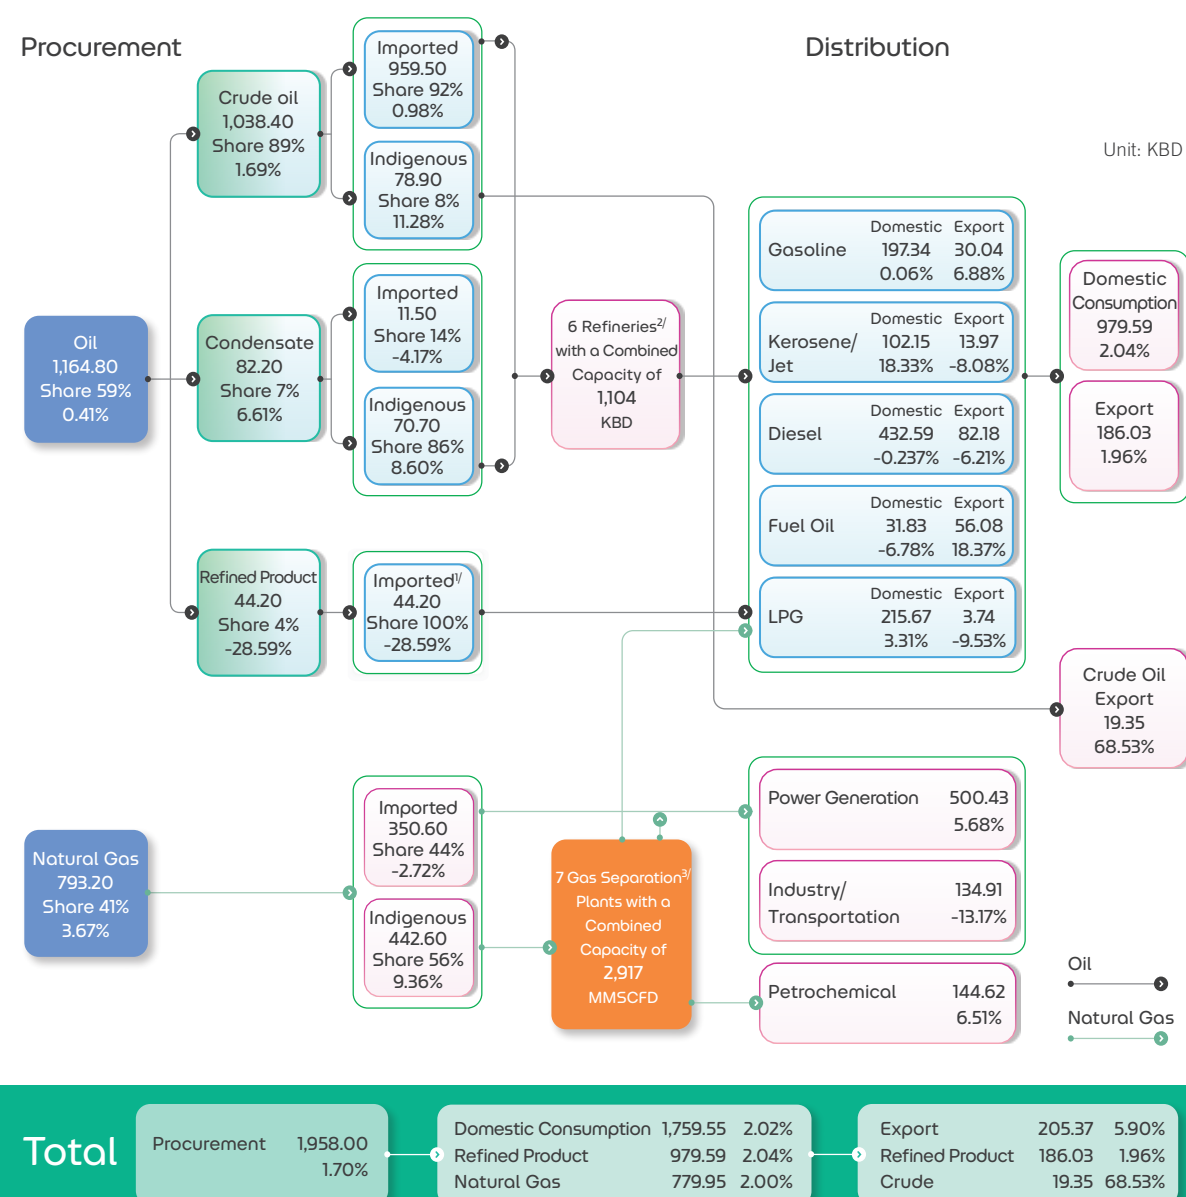 Procurement
Distribution
Unit: KBD
Oil
1,164.80
Share 59%
0.41%
Crude oil
1,038.40
Share 89%
1.69%
Imported
959.50
Share 92%
0.98%
Indigenous
78.90
Share 8%
11.28%
Condensate
82.20
Share 7%
6.61%
Imported
11.50
Share 14%
-4.17%
Indigenous
70.70
Share 86%
8.60%
Refined Product
44.20
Share 4%
-28.59%
Imported1/
44.20
Share 100%
-28.59%
6 Refineries2/
with a Combined
Capacity of
1,104
KBD
Domestic Export
Gasoline 197.34 30.04
0.06% 6.88%
Domestic Export
Kerosene/ 102.15 13.97
Jet 18.33% -8.08%
Domestic Export
Diesel 432.59 82.18
-0.237% -6.21%
Domestic Export
Fuel Oil 31.83 56.08
-6.78% 18.37%
Domestic Export
LPG 215.67 3.74
3.31% -9.53%
Domestic
Consumption
979.59
2.04%
Export
186.03
1.96%
Crude Oil
Export
19.35
68.53%
Natural Gas
793.20
Share 41%
3.67%
Imported
350.60
Share 44%
-2.72%
Indigenous
442.60
Share 56%
9.36%
7 Gas Separation3/
Plants with a
Combined
Capacity of
2,917
MMSCFD
Power Generation 500.43
5.68%
Industry/ 134.91
Transportation -13.17%
Petrochemical 144.62
6.51%
Oil
Natural Gas
Total
Procurement 1,958.00
1.70%
Domestic Consumption 1,759.55 2.02%
Refined Product 979.59 2.04%
Natural Gas 779.95 2.00%
Export 205.37 5.90%
Refined Product 186.03 1.96%
Crude 19.35 68.53%